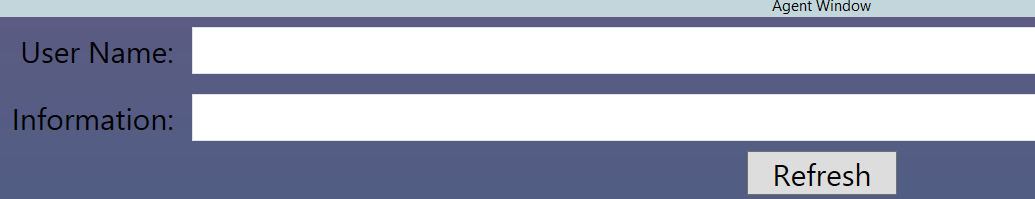 Agent Window
User Name:
Information:
Refresh